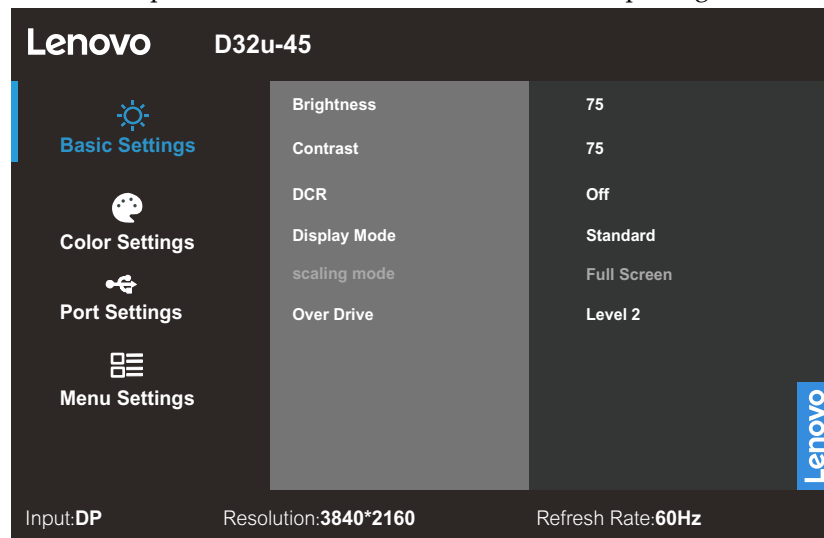 Lenovo D32u-45
Basic Settings
Color Settings
Port Settings
Menu Settings
Brightness 75
Contrast 75
DCR Off
Display Mode Standard
scaling mode Full Screen
Over Drive Level 2
Lenovo
Input:DP Resolution:3840*2160 Refresh Rate:60Hz